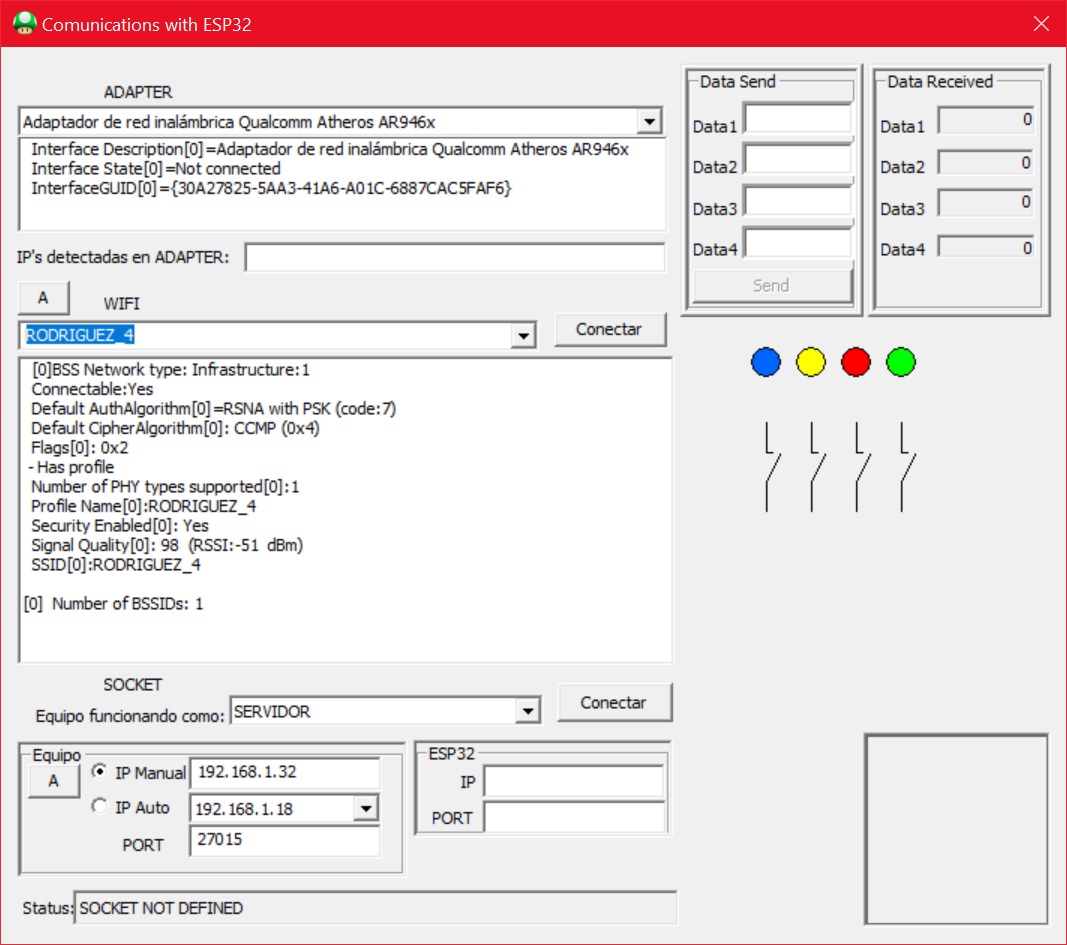 Comunications with ESP32
ADAPTER
Adaptador de red inalámbrica Qualcomm Atheros AR946x
Interface Description[0]=Adaptador de red inalámbrica Qualcomm Atheros AR946x
Interface State[0]=Not connected
InterfaceGUID[0]={30A27825-5AA3-41A6-A01C-6887CAC5FAF6}
IP's detectadas en ADAPTER:
A
WIFI
RODRIGUEZ_4
Conectar
[0]BSS Network type: Infrastructure:1
Connectable:Yes
Default AuthAlgorithm[0]=RSNA with PSK (code:7)
Default CipherAlgorithm[0]: CCMP (0x4)
Flags[0]: 0x2
- Has profile
Number of PHY types supported[0]:1
Profile Name[0]:RODRIGUEZ_4
Security Enabled[0]: Yes
Signal Quality[0]: 98 (RSSI:-51 dBm)
SSID[0]:RODRIGUEZ_4
[0] Number of BSSIDs: 1
SOCKET
Equipo funcionando como:
SERVIDOR
Conectar
Equipo
A
IP Manual
192.168.1.32
IP Auto
192.168.1.18
PORT
27015
ESP32
IP
PORT
Status:
SOCKET NOT DEFINED
Data Send
Data1
Data2
Data3
Data4
Send
Data Received
Data1 0
Data2 0
Data3 0
Data4 0